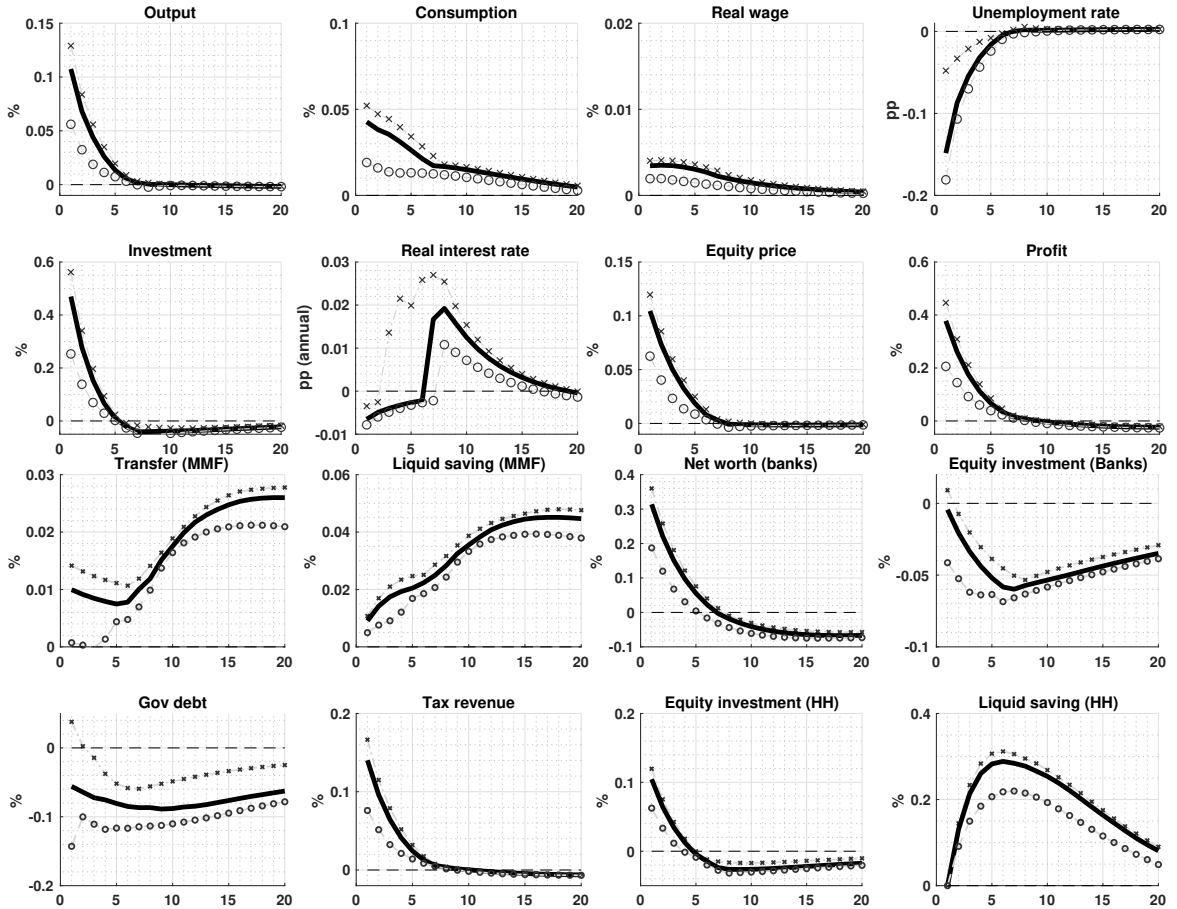 Output
%
0.15
0.1
0.05
0
0 5 10 15 20
Consumption
%
0.1
0.05
0
0 5 10 15 20
Real wage
%
0.02
0.01
0
0 5 10 15 20
Unemployment rate
pp
0
-0.1
-0.2
0 5 10 15 20
Investment
%
0.6
0.4
0.2
0
0 5 10 15 20
Real interest rate
pp (annual)
0.03
0.02
0.01
0
-0.01
0 5 10 15 20
Equity price
%
0.15
0.1
0.05
0
0 5 10 15 20
Profit
%
0.6
0.4
0.2
0
0 5 10 15 20
Transfer (MMF)
%
0.03
0.02
0.01
0
0 5 10 15 20
Liquid saving (MMF)
%
0.06
0.04
0.02
0
0 5 10 15 20
Net worth (banks)
%
0.4
0.3
0.2
0.1
0
-0.1
0 5 10 15 20
Equity investment (Banks)
%
0
-0.05
-0.1
0 5 10 15 20
Gov debt
%
0
-0.1
-0.2
0 5 10 15 20
Tax revenue
%
0.2
0.1
0
0 5 10 15 20
Equity investment (HH)
%
0.2
0.1
0
0 5 10 15 20
Liquid saving (HH)
%
0.4
0.2
0
0 5 10 15 20